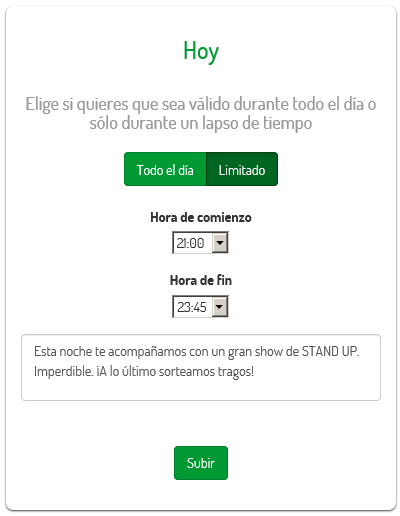 Hoy
Elige si quieres que sea válido durante todo el día o
sólo durante un lapso de tiempo
Todo el día Limitado
Hora de comienzo
21:00
Hora de fin
23:45
Esta noche te acompañamos con un gran show de STAND UP.
Imperdible. ¡A lo último sorteamos tragos!
Subir